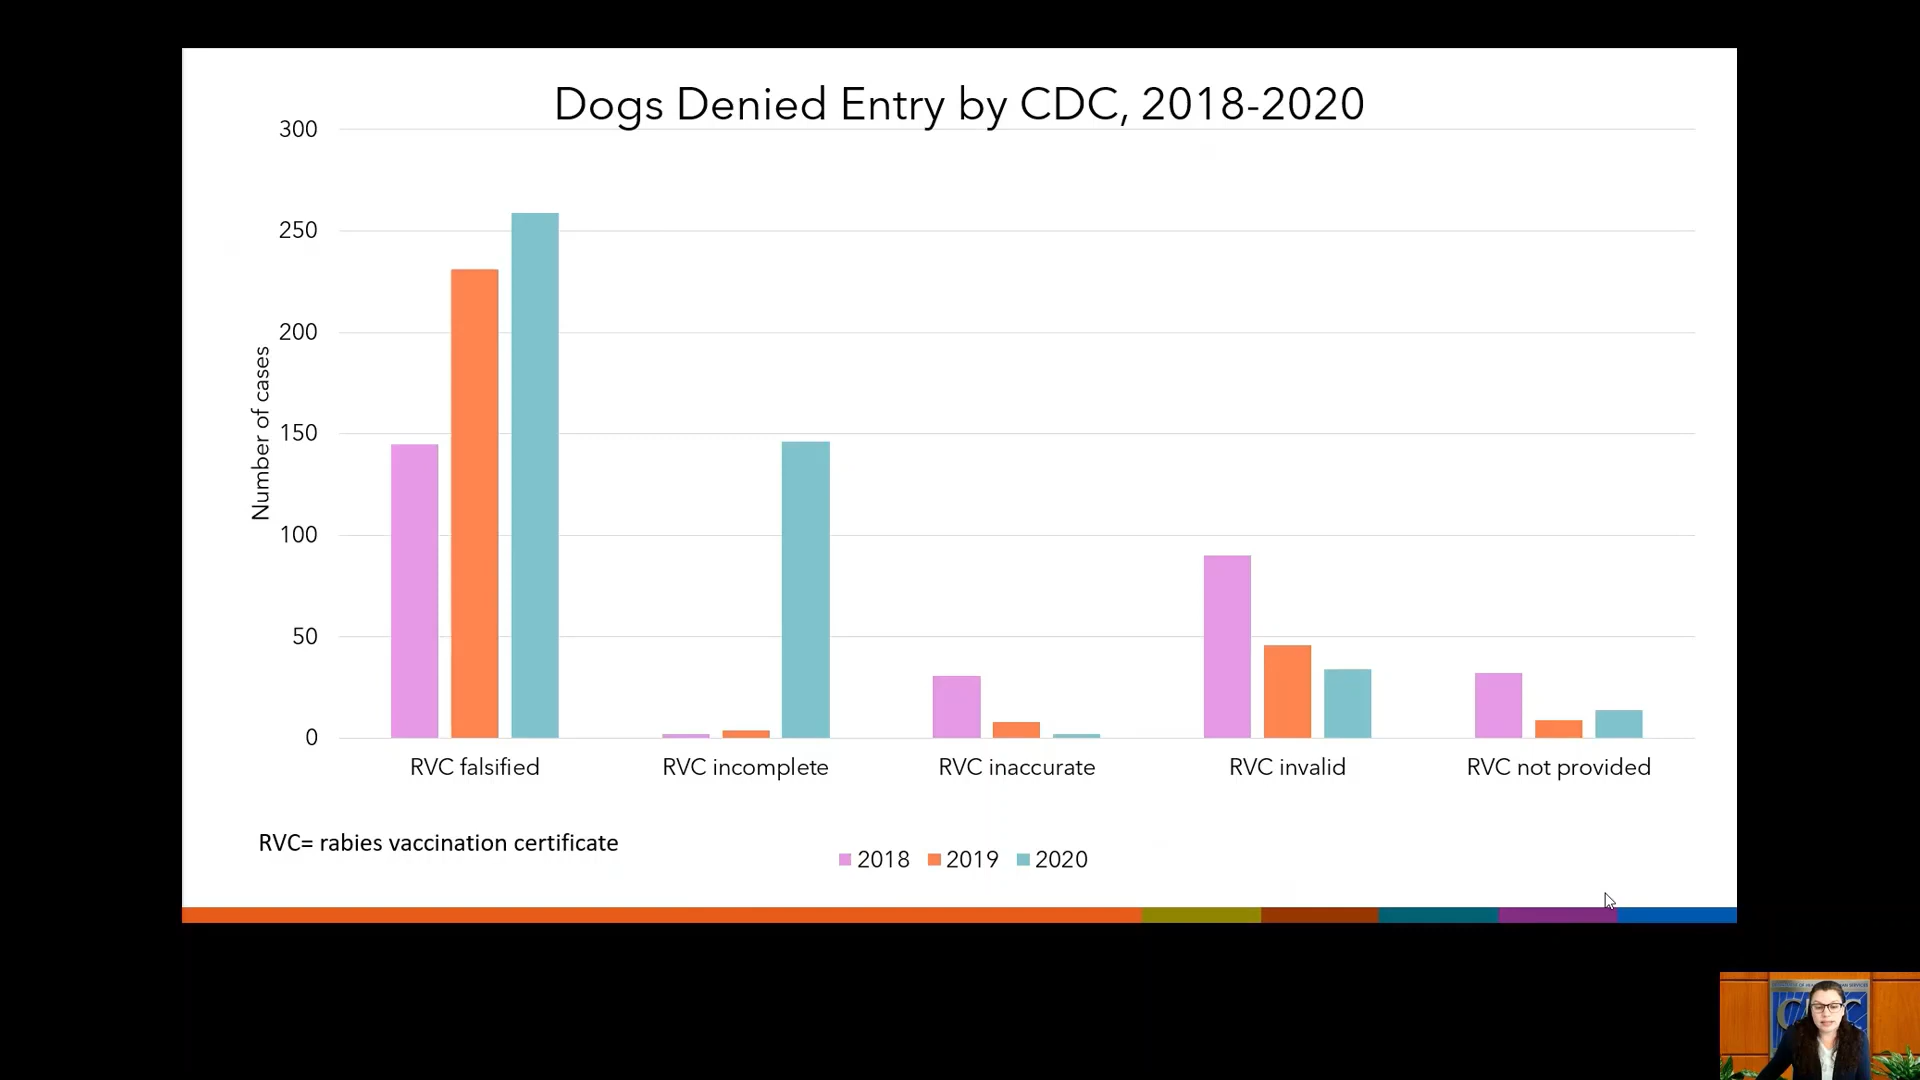 Dogs Denied Entry by CDC, 2018-2020
300
250
200
150
100
50
0
Number of cases
RVC falsified
RVC incomplete
RVC inaccurate
RVC invalid
RVC not provided
RVC= rabies vaccination certificate
2018
2019
2020